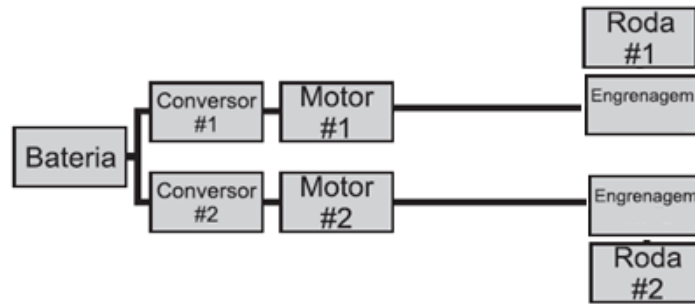 Roda
#1
Conversor
#1
Motor
#1
Engrenagem
Bateria
Conversor
#2
Motor
#2
Engrenagem
Roda
#2